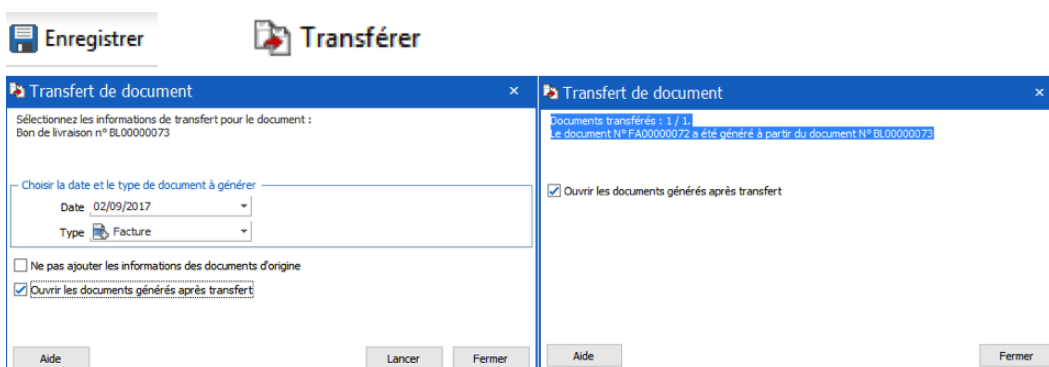 Enregistrer
Transférer
Transfert de document
Sélectionnez les informations de transfert pour le document :
Bon de livraison n° BL00000073
Choisir la date et le type de document à générer
Date 02/09/2017
Type Facture
Ne pas ajouter les informations des documents d'origine
Ouvrir les documents générés après transfert
Aide Lancer Fermer
Transfert de document
Documents transférés : 1 / 1.
Le document N° FA00000072 a été généré à partir du document N° BL00000073
Ouvrir les documents générés après transfert
Aide Fermer